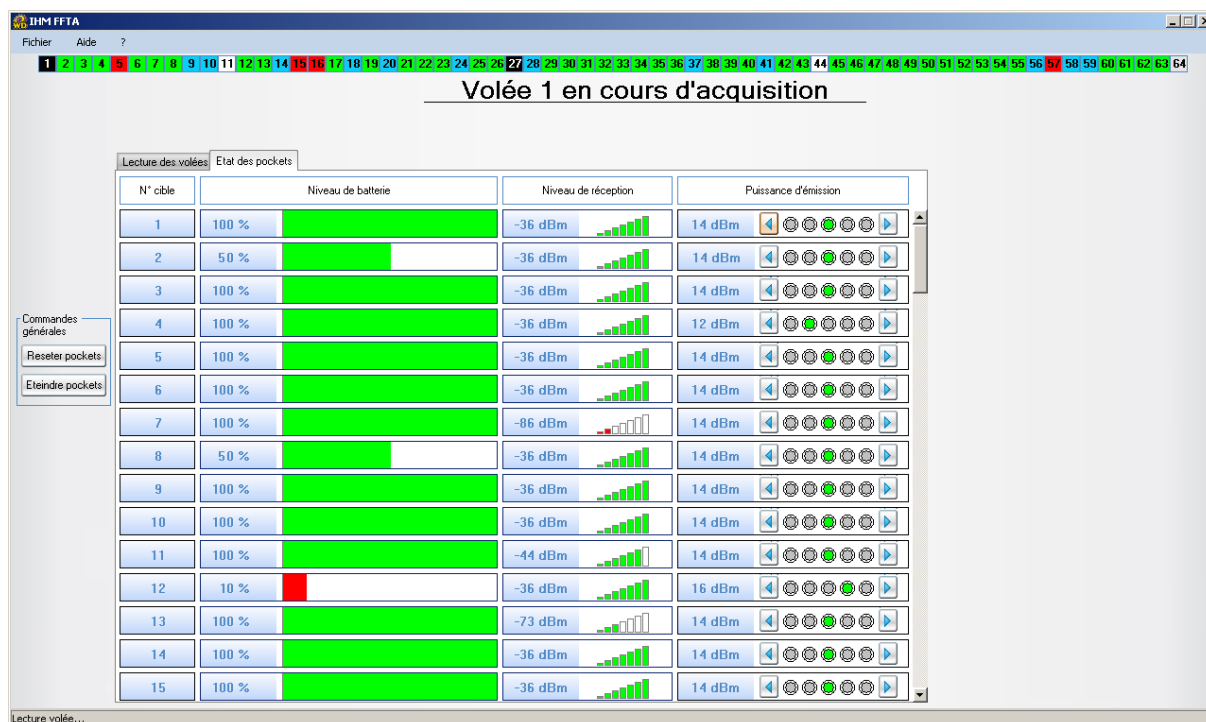 IHM FFTA
Fichier Aide ?
1 2 3 4 5 6 7 8 9 10 11 12 13 14 15 16 17 18 19 20 21 22 23 24 25 26 27 28 29 30 31 32 33 34 35 36 37 38 39 40 41 42 43 44 45 46 47 48 49 50 51 52 53 54 55 56 57 58 59 60 61 62 63 64
Volée 1 en cours d'acquisition
Lecture des volées Etat des pockets
N° cible Niveau de batterie Niveau de réception Puissance d'émission
1 100 % -36 dBm 14 dBm
2 50 % -36 dBm 14 dBm
3 100 % -36 dBm 14 dBm
Commandes
générales
4 100 % -36 dBm 12 dBm
Reseter pockets
5 100 % -36 dBm 14 dBm
Eteindre pockets
6 100 % -36 dBm 14 dBm
7 100 % -86 dBm 14 dBm
8 50 % -36 dBm 14 dBm
9 100 % -36 dBm 14 dBm
10 100 % -36 dBm 14 dBm
11 100 % -44 dBm 14 dBm
12 10 % -36 dBm 16 dBm
13 100 % -73 dBm 14 dBm
14 100 % -36 dBm 14 dBm
15 100 % -36 dBm 14 dBm
Lecture volée...